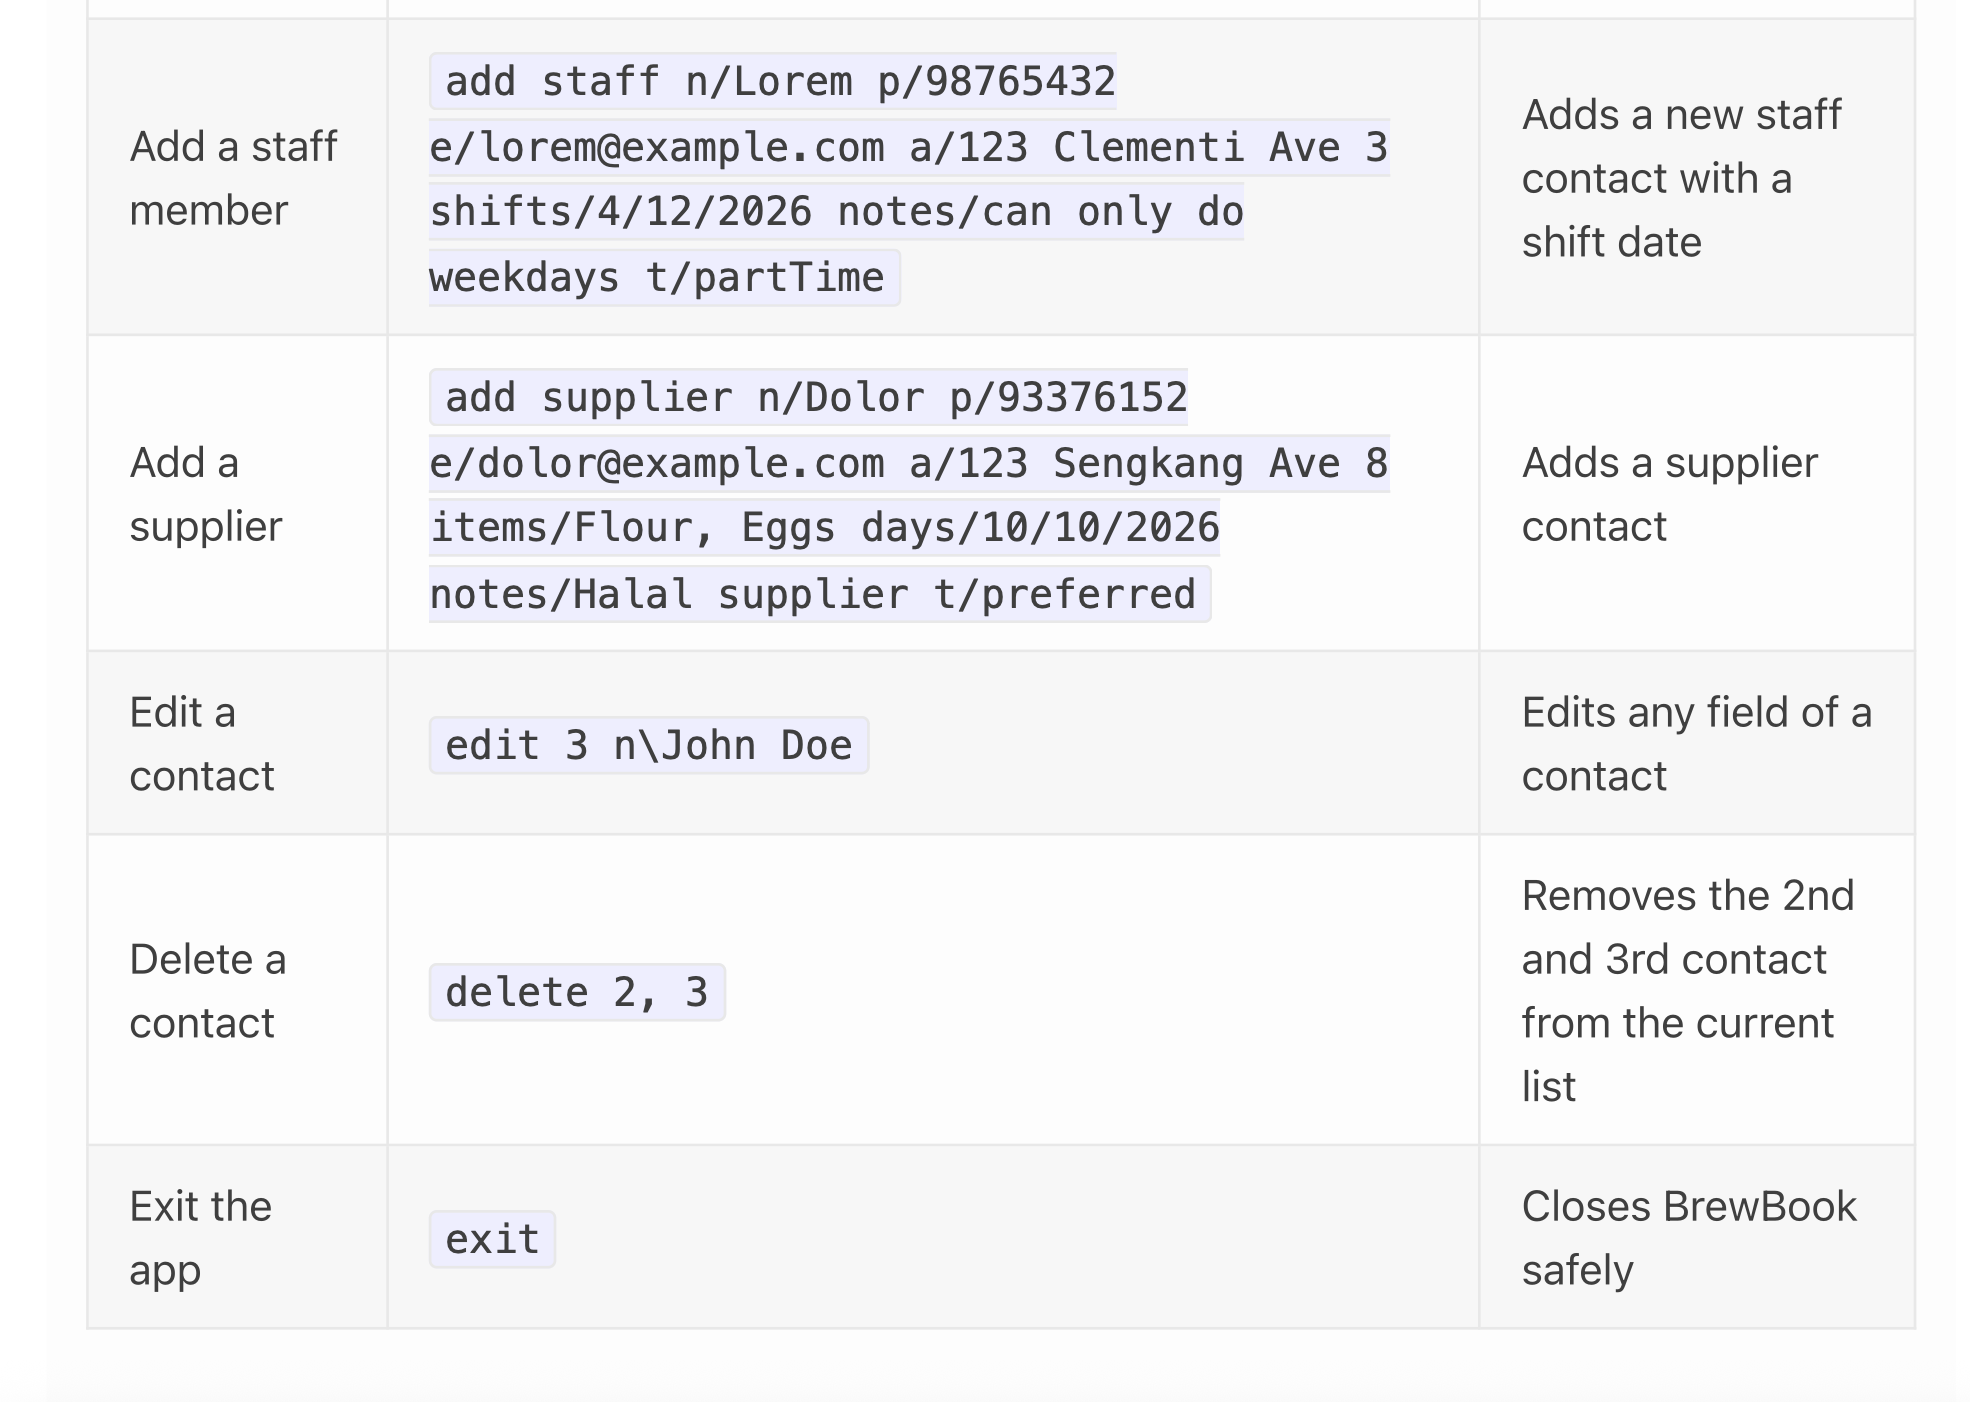 Add a staff
member
add staff n/Lorem p/98765432
e/lorem@example.com a/123 Clementi Ave 3
shifts/4/12/2026 notes/can only do
weekdays t/partTime
Adds a new staff
contact with a
shift date
Add a
supplier
add supplier n/Dolor p/93376152
e/dolor@example.com a/123 Sengkang Ave 8
items/Flour, Eggs days/10/10/2026
notes/Halal supplier t/preferred
Adds a supplier
contact
Edit a
contact
edit 3 n\John Doe
Edits any field of a
contact
Delete a
contact
delete 2, 3
Removes the 2nd
and 3rd contact
from the current
list
Exit the
app
exit
Closes BrewBook
safely